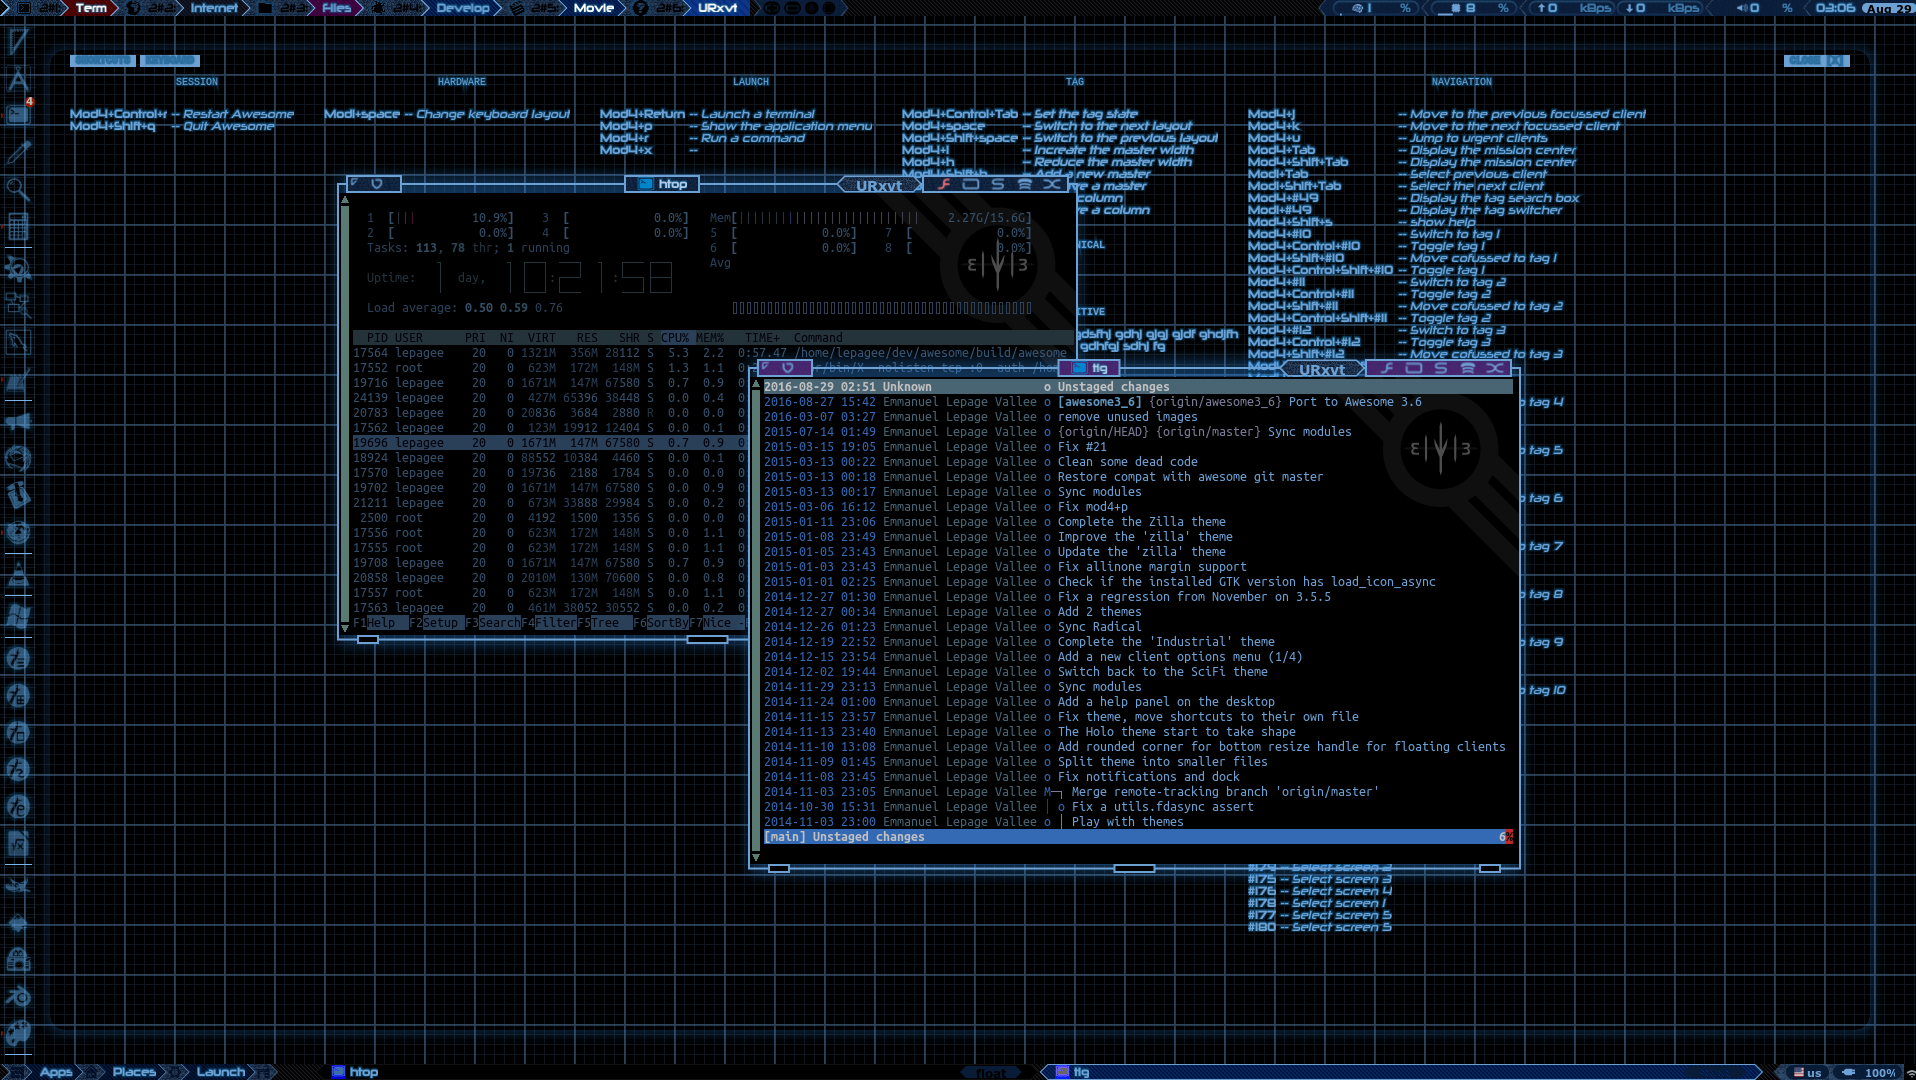 Term Internet Files Develop Movie URxvt
1 % 8 % 0 kBps 0 kBps 0 % 03:06 Aug 29
SHORTCUTS KEYBOARD CLOSE [X]
SESSION HARDWARE LAUNCH TAG NAVIGATION
Mod4+Control+r -- Restart Awesome
Mod4+Shift+q -- Quit Awesome
Mod4+space -- Change keyboard layout
Mod4+Return -- Launch a terminal
Mod4+p -- Show the application menu
Mod4+r -- Run a command
Mod4+x --
Mod4+Control+Tab -- Set the tag state
Mod4+space -- Switch to the next layout
Mod4+Shift+space -- Switch to the previous layout
Mod4+l -- Increate the master width
Mod4+h -- Reduce the master width
Mod4+Shift+h -- Add a new master
a master
column
a column
NICAL
ITIVE
gdsfhj gdhj gjgj gjdf ghdjfh
gdhfgj sdhj fg
Mod4+j -- Move to the previous focussed client
Mod4+k -- Move to the next focussed client
Mod4+u -- Jump to urgent clients
Mod4+Tab -- Display the mission center
Mod4+Shift+Tab -- Display the mission center
Mod1+Tab -- Select previous client
Mod1+Shift+Tab -- Select the next client
Mod4+#49 -- Display the tag search box
Mod1+#49 -- Display the tag switcher
Mod4+Shift+s -- show help
Mod4+#10 -- Switch to tag 1
Mod4+Control+#10 -- Toggle tag 1
Mod4+Shift+#10 -- Move cofussed to tag 1
Mod4+Control+Shift+#10 -- Toggle tag 1
Mod4+#11 -- Switch to tag 2
Mod4+Control+#11 -- Toggle tag 2
Mod4+Shift+#11 -- Move cofussed to tag 2
Mod4+Control+Shift+#11 -- Toggle tag 2
Mod4+#12 -- Switch to tag 3
Mod4+Control+#12 -- Toggle tag 3
Mod4+Shift+#12 -- Move cofussed to tag 3
tag 4
tag 5
tag 6
tag 7
tag 8
tag 9
tag 10
#175 -- Select screen 3
#176 -- Select screen 4
#178 -- Select screen 1
#177 -- Select screen 5
#180 -- Select screen 5
htop URxvt
1 [||| 10.9%] 3 [ 0.0%] Mem[ 2.27G/15.6G]
2 [ 0.0%] 4 [ 0.0%] 5 [ 0.0%] 7 [ 0.0%]
Tasks: 113, 78 thr; 1 running 6 [ 0.0%] 8 [ 0.0%]
Avg
Uptime: 1 day, 10:21:58
Load average: 0.50 0.59 0.76
PID USER PRI NI VIRT RES SHR S CPU% MEM% TIME+ Command
17564 lepagee 20 0 1321M 356M 28112 S 5.3 2.2 0:57.47 /home/lepagee/dev/awesome/build/awesome
17552 root 20 0 623M 172M 148M S 1.3 1.1
19716 lepagee 20 0 1671M 147M 67580 S 0.7 0.9 0:
24139 lepagee 20 0 427M 65396 38448 S 0.0 0.4 0:
20783 lepagee 20 0 20836 3684 2880 R 0.0 0.0 0:
17562 lepagee 20 0 123M 19912 12404 S 0.0 0.1 0:
19696 lepagee 20 0 1671M 147M 67580 S 0.7 0.9 0:
18924 lepagee 20 0 88552 10384 4460 S 0.0 0.1 0:
17570 lepagee 20 0 19736 2188 1784 S 0.0 0.0 0:
19702 lepagee 20 0 1671M 147M 67580 S 0.0 0.9 0:
21211 lepagee 20 0 673M 33888 29984 S 0.0 0.2 0:
2500 root 20 0 4192 1500 1356 S 0.0 0.0 0:
17556 root 20 0 623M 172M 148M S 0.0 1.1 0:
17555 root 20 0 623M 172M 148M S 0.0 1.1 0:
19708 lepagee 20 0 1671M 147M 67580 S 0.7 0.9 0:
20858 lepagee 20 0 2010M 130M 70600 S 0.0 0.8 0:
17557 root 20 0 623M 172M 148M S 0.0 1.1 0:
17563 lepagee 20 0 461M 38052 30552 S 0.0 0.2 0:
F1Help F2Setup F3SearchF4FilterF5Tree F6SortByF7Nice -
tig URxvt
2016-08-29 02:51 Unknown o Unstaged changes
2016-08-27 15:42 Emmanuel Lepage Vallee o [awesome3_6] {origin/awesome3_6} Port to Awesome 3.6
2016-03-07 03:27 Emmanuel Lepage Vallee o remove unused images
2015-07-14 01:49 Emmanuel Lepage Vallee o {origin/HEAD} {origin/master} Sync modules
2015-03-15 19:05 Emmanuel Lepage Vallee o Fix #21
2015-03-13 00:22 Emmanuel Lepage Vallee o Clean some dead code
2015-03-13 00:18 Emmanuel Lepage Vallee o Restore compat with awesome git master
2015-03-13 00:17 Emmanuel Lepage Vallee o Sync modules
2015-03-06 16:12 Emmanuel Lepage Vallee o Fix mod4+p
2015-01-11 23:06 Emmanuel Lepage Vallee o Complete the Zilla theme
2015-01-08 23:49 Emmanuel Lepage Vallee o Improve the 'zilla' theme
2015-01-05 23:43 Emmanuel Lepage Vallee o Update the 'zilla' theme
2015-01-03 23:43 Emmanuel Lepage Vallee o Fix allinone margin support
2015-01-01 02:25 Emmanuel Lepage Vallee o Check if the installed GTK version has load_icon_async
2014-12-27 01:30 Emmanuel Lepage Vallee o Fix a regression from November on 3.5.5
2014-12-27 00:34 Emmanuel Lepage Vallee o Add 2 themes
2014-12-26 01:23 Emmanuel Lepage Vallee o Sync Radical
2014-12-19 22:52 Emmanuel Lepage Vallee o Complete the 'Industrial' theme
2014-12-15 23:54 Emmanuel Lepage Vallee o Add a new client options menu (1/4)
2014-12-02 19:44 Emmanuel Lepage Vallee o Switch back to the SciFi theme
2014-11-29 23:13 Emmanuel Lepage Vallee o Sync modules
2014-11-24 01:00 Emmanuel Lepage Vallee o Add a help panel on the desktop
2014-11-15 23:57 Emmanuel Lepage Vallee o Fix theme, move shortcuts to their own file
2014-11-13 23:40 Emmanuel Lepage Vallee o The Holo theme start to take shape
2014-11-10 13:08 Emmanuel Lepage Vallee o Add rounded corner for bottom resize handle for floating clients
2014-11-09 01:45 Emmanuel Lepage Vallee o Split theme into smaller files
2014-11-08 23:45 Emmanuel Lepage Vallee o Fix notifications and dock
2014-11-03 23:05 Emmanuel Lepage Vallee M─┐ Merge remote-tracking branch 'origin/master'
2014-10-30 15:31 Emmanuel Lepage Vallee │ o Fix a utils.fdasync assert
2014-11-03 23:00 Emmanuel Lepage Vallee o │ Play with themes
[main] Unstaged changes 6%
Apps Places Launch htop float tig us 100%